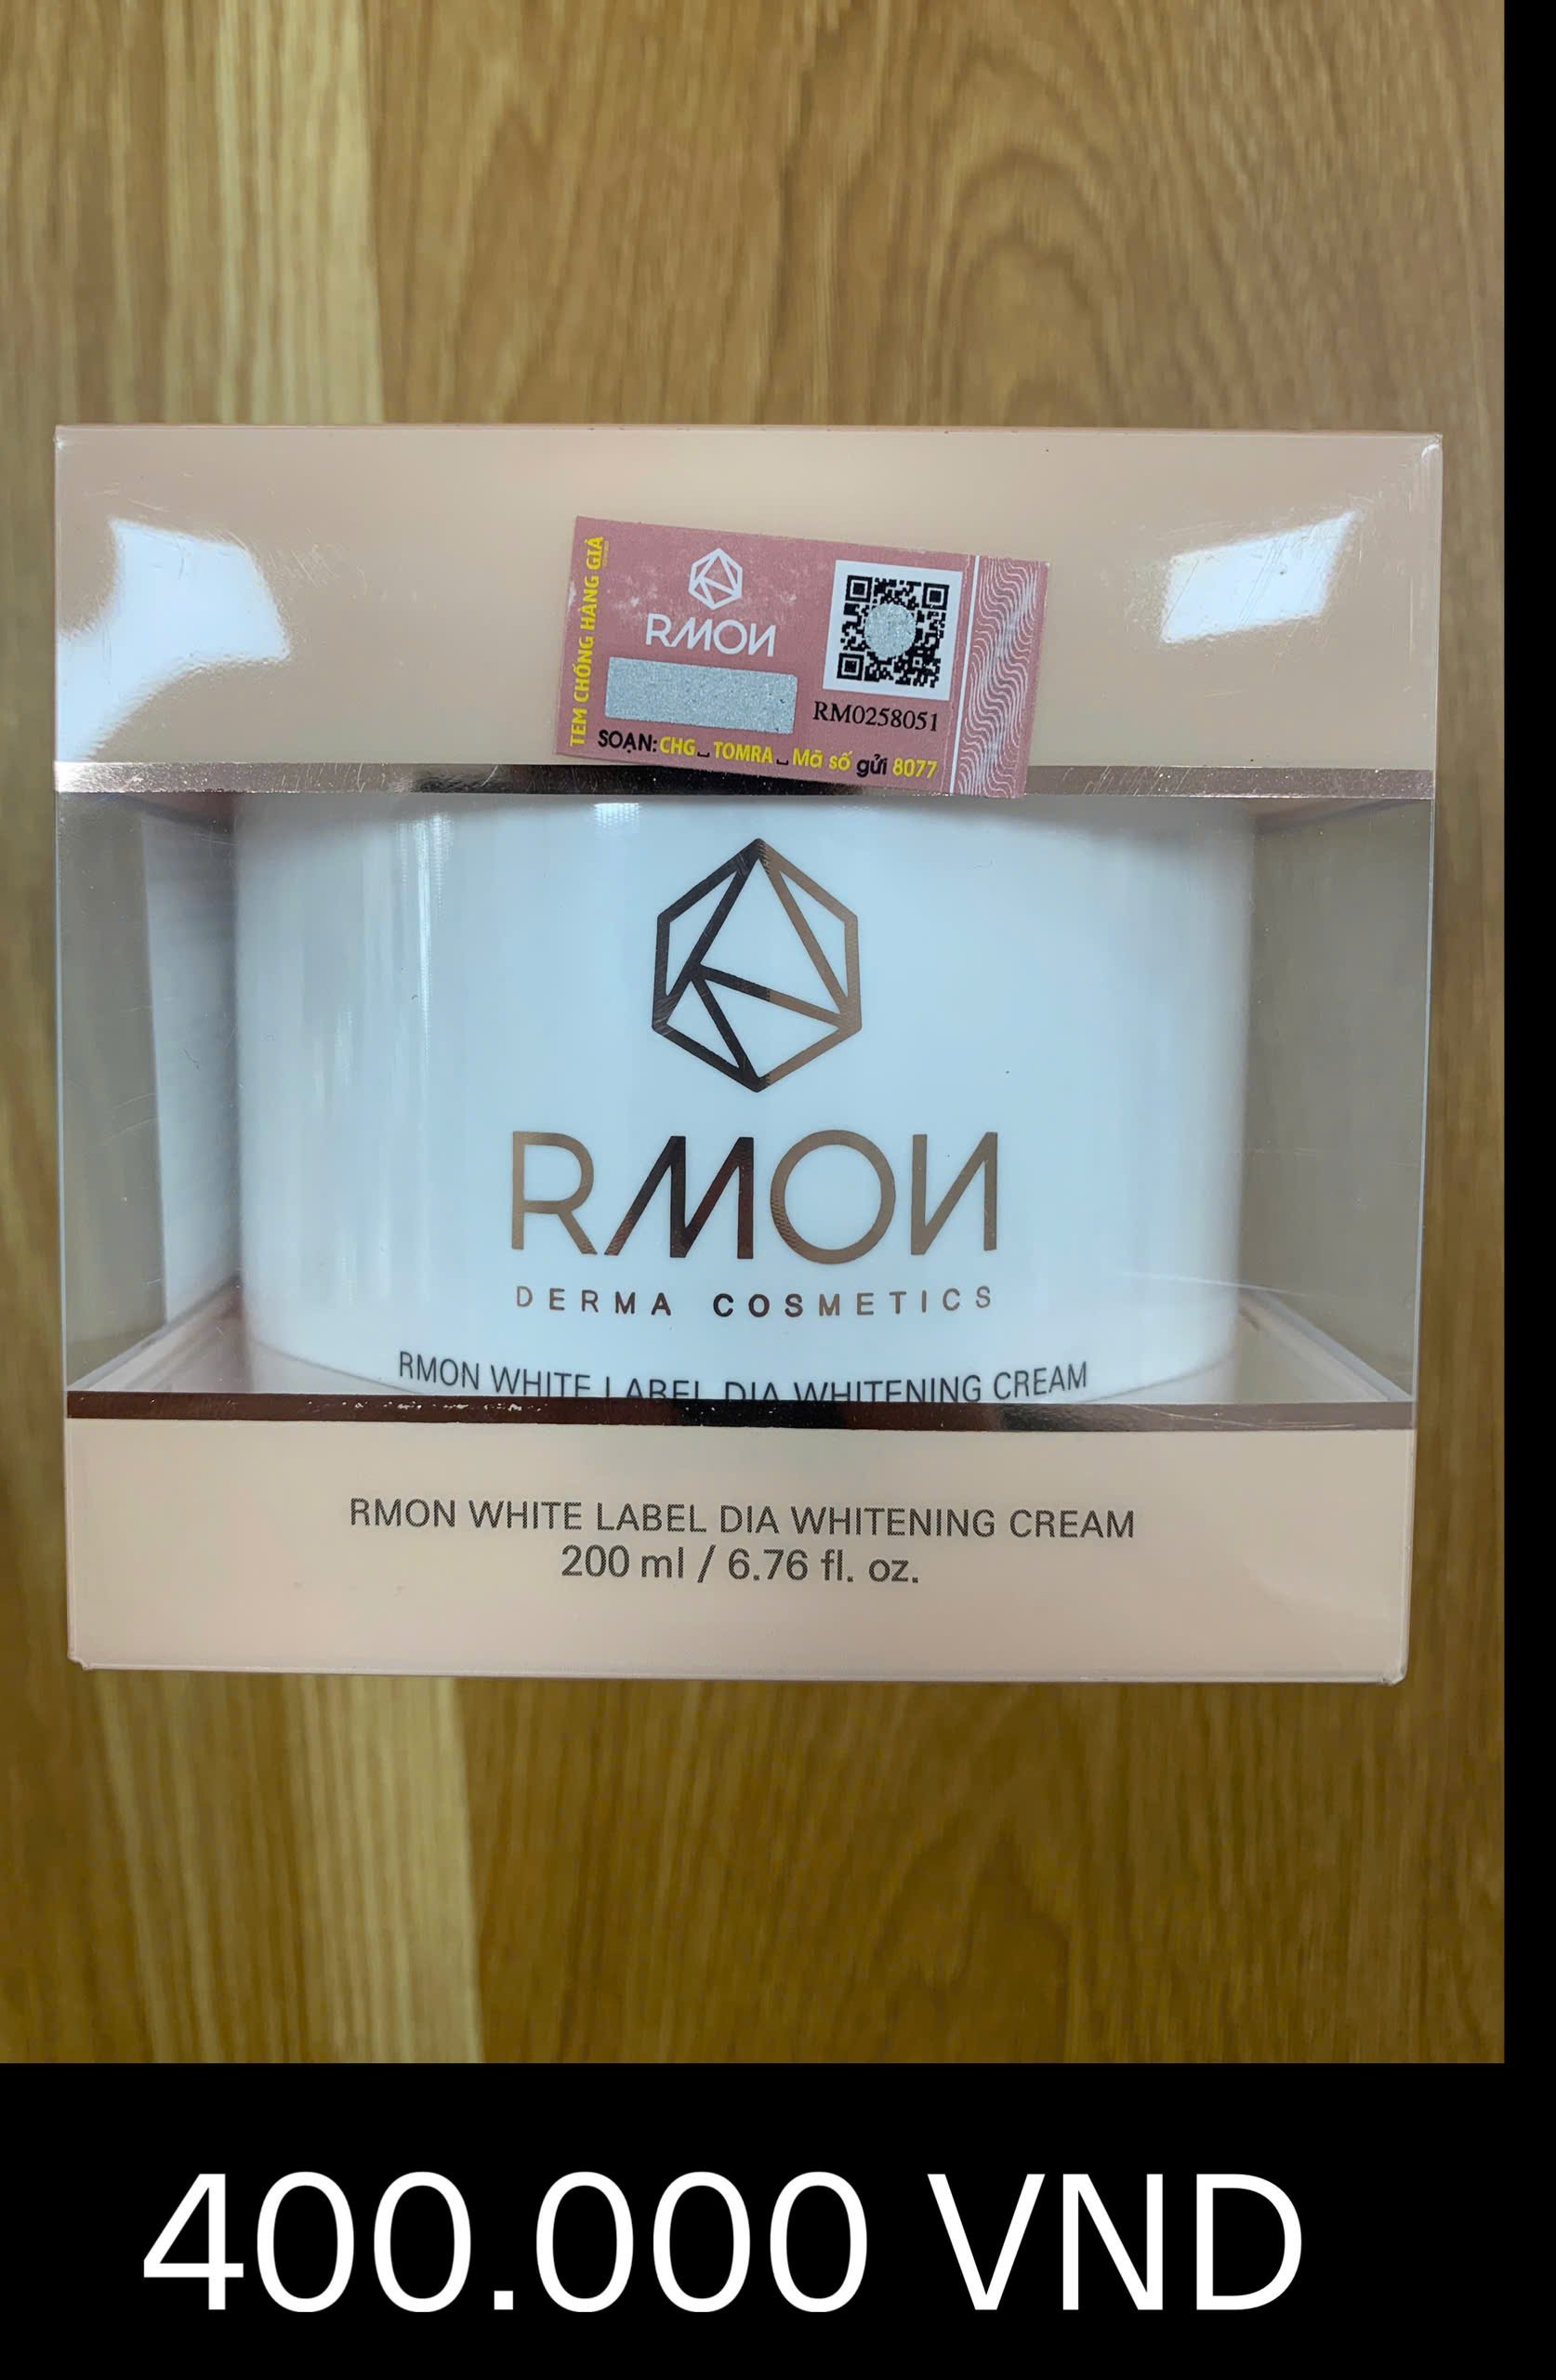 TEM CHỐNG HÀNG GIẢ
RMON
RM0258051
SOẠN: CHG_TOMRA_Mã số gửi 8077
RMON
DERMA COSMETICS
RMON WHITE LABEL DIA WHITENING CREAM
RMON WHITE LABEL DIA WHITENING CREAM
200 ml / 6.76 fl. oz.
400.000 VND